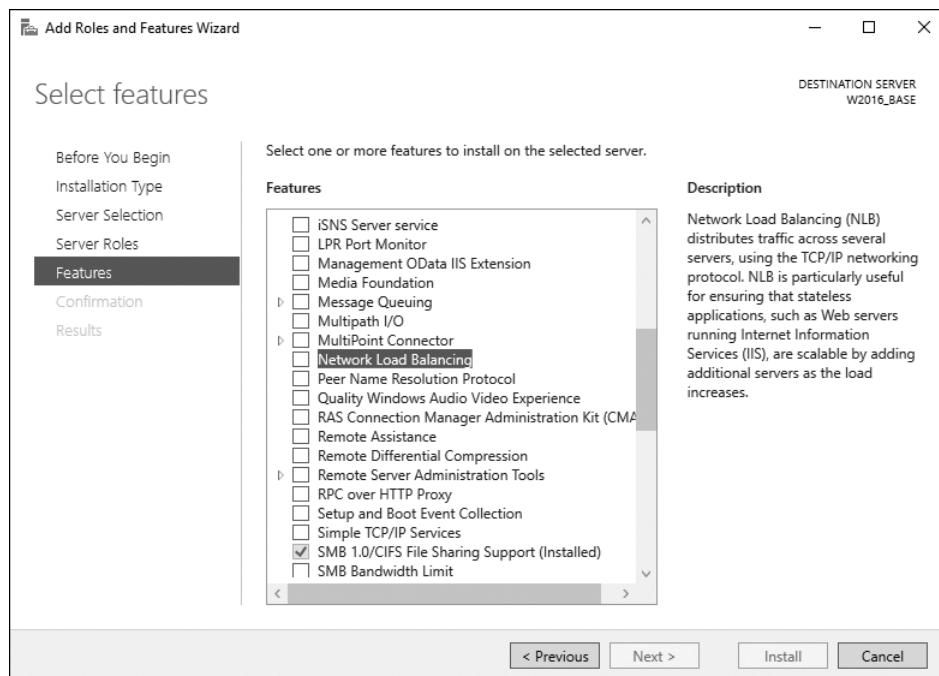 Add Roles and Features Wizard
Select features
DESTINATION SERVER
W2016_BASE
Before You Begin
Installation Type
Server Selection
Server Roles
Features
Confirmation
Results
Select one or more features to install on the selected server.
Features
iSNS Server service
LPR Port Monitor
Management OData IIS Extension
Media Foundation
Message Queuing
Multipath I/O
MultiPoint Connector
Network Load Balancing
Peer Name Resolution Protocol
Quality Windows Audio Video Experience
RAS Connection Manager Administration Kit (CMA
Remote Assistance
Remote Differential Compression
Remote Server Administration Tools
RPC over HTTP Proxy
Setup and Boot Event Collection
Simple TCP/IP Services
SMB 1.0/CIFS File Sharing Support (Installed)
SMB Bandwidth Limit
Description
Network Load Balancing (NLB)
distributes traffic across several
servers, using the TCP/IP networking
protocol. NLB is particularly useful
for ensuring that stateless
applications, such as Web servers
running Internet Information
Services (IIS), are scalable by adding
additional servers as the load
increases.
< Previous
Next >
Install
Cancel